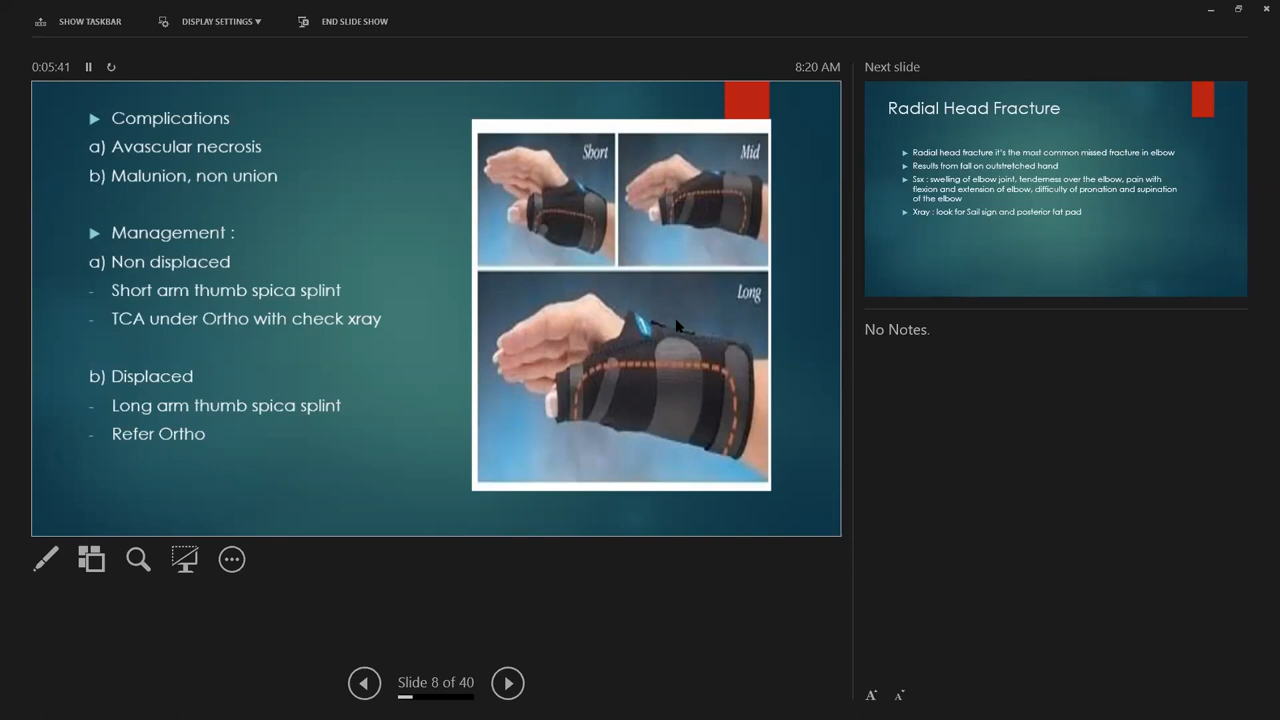 SHOW TASKBAR
DISPLAY SETTINGS ▼
END SLIDE SHOW
0:05:41
8:20 AM
Complications
a) Avascular necrosis
b) Malunion, non union
Management :
a) Non displaced
- Short arm thumb spica splint
- TCA under Ortho with check xray
b) Displaced
- Long arm thumb spica splint
- Refer Ortho
Short
Mid
Long
Next slide
Radial Head Fracture
Radial head fracture it's the most common missed fracture in elbow
Results from fall on outstretched hand
Ssx : swelling of elbow joint, tenderness over the elbow, pain with
flexion and extension of elbow, difficulty of pronation and supination
of the elbow
Xray : look for Sail sign and posterior fat pad
No Notes.
Slide 8 of 40
A A